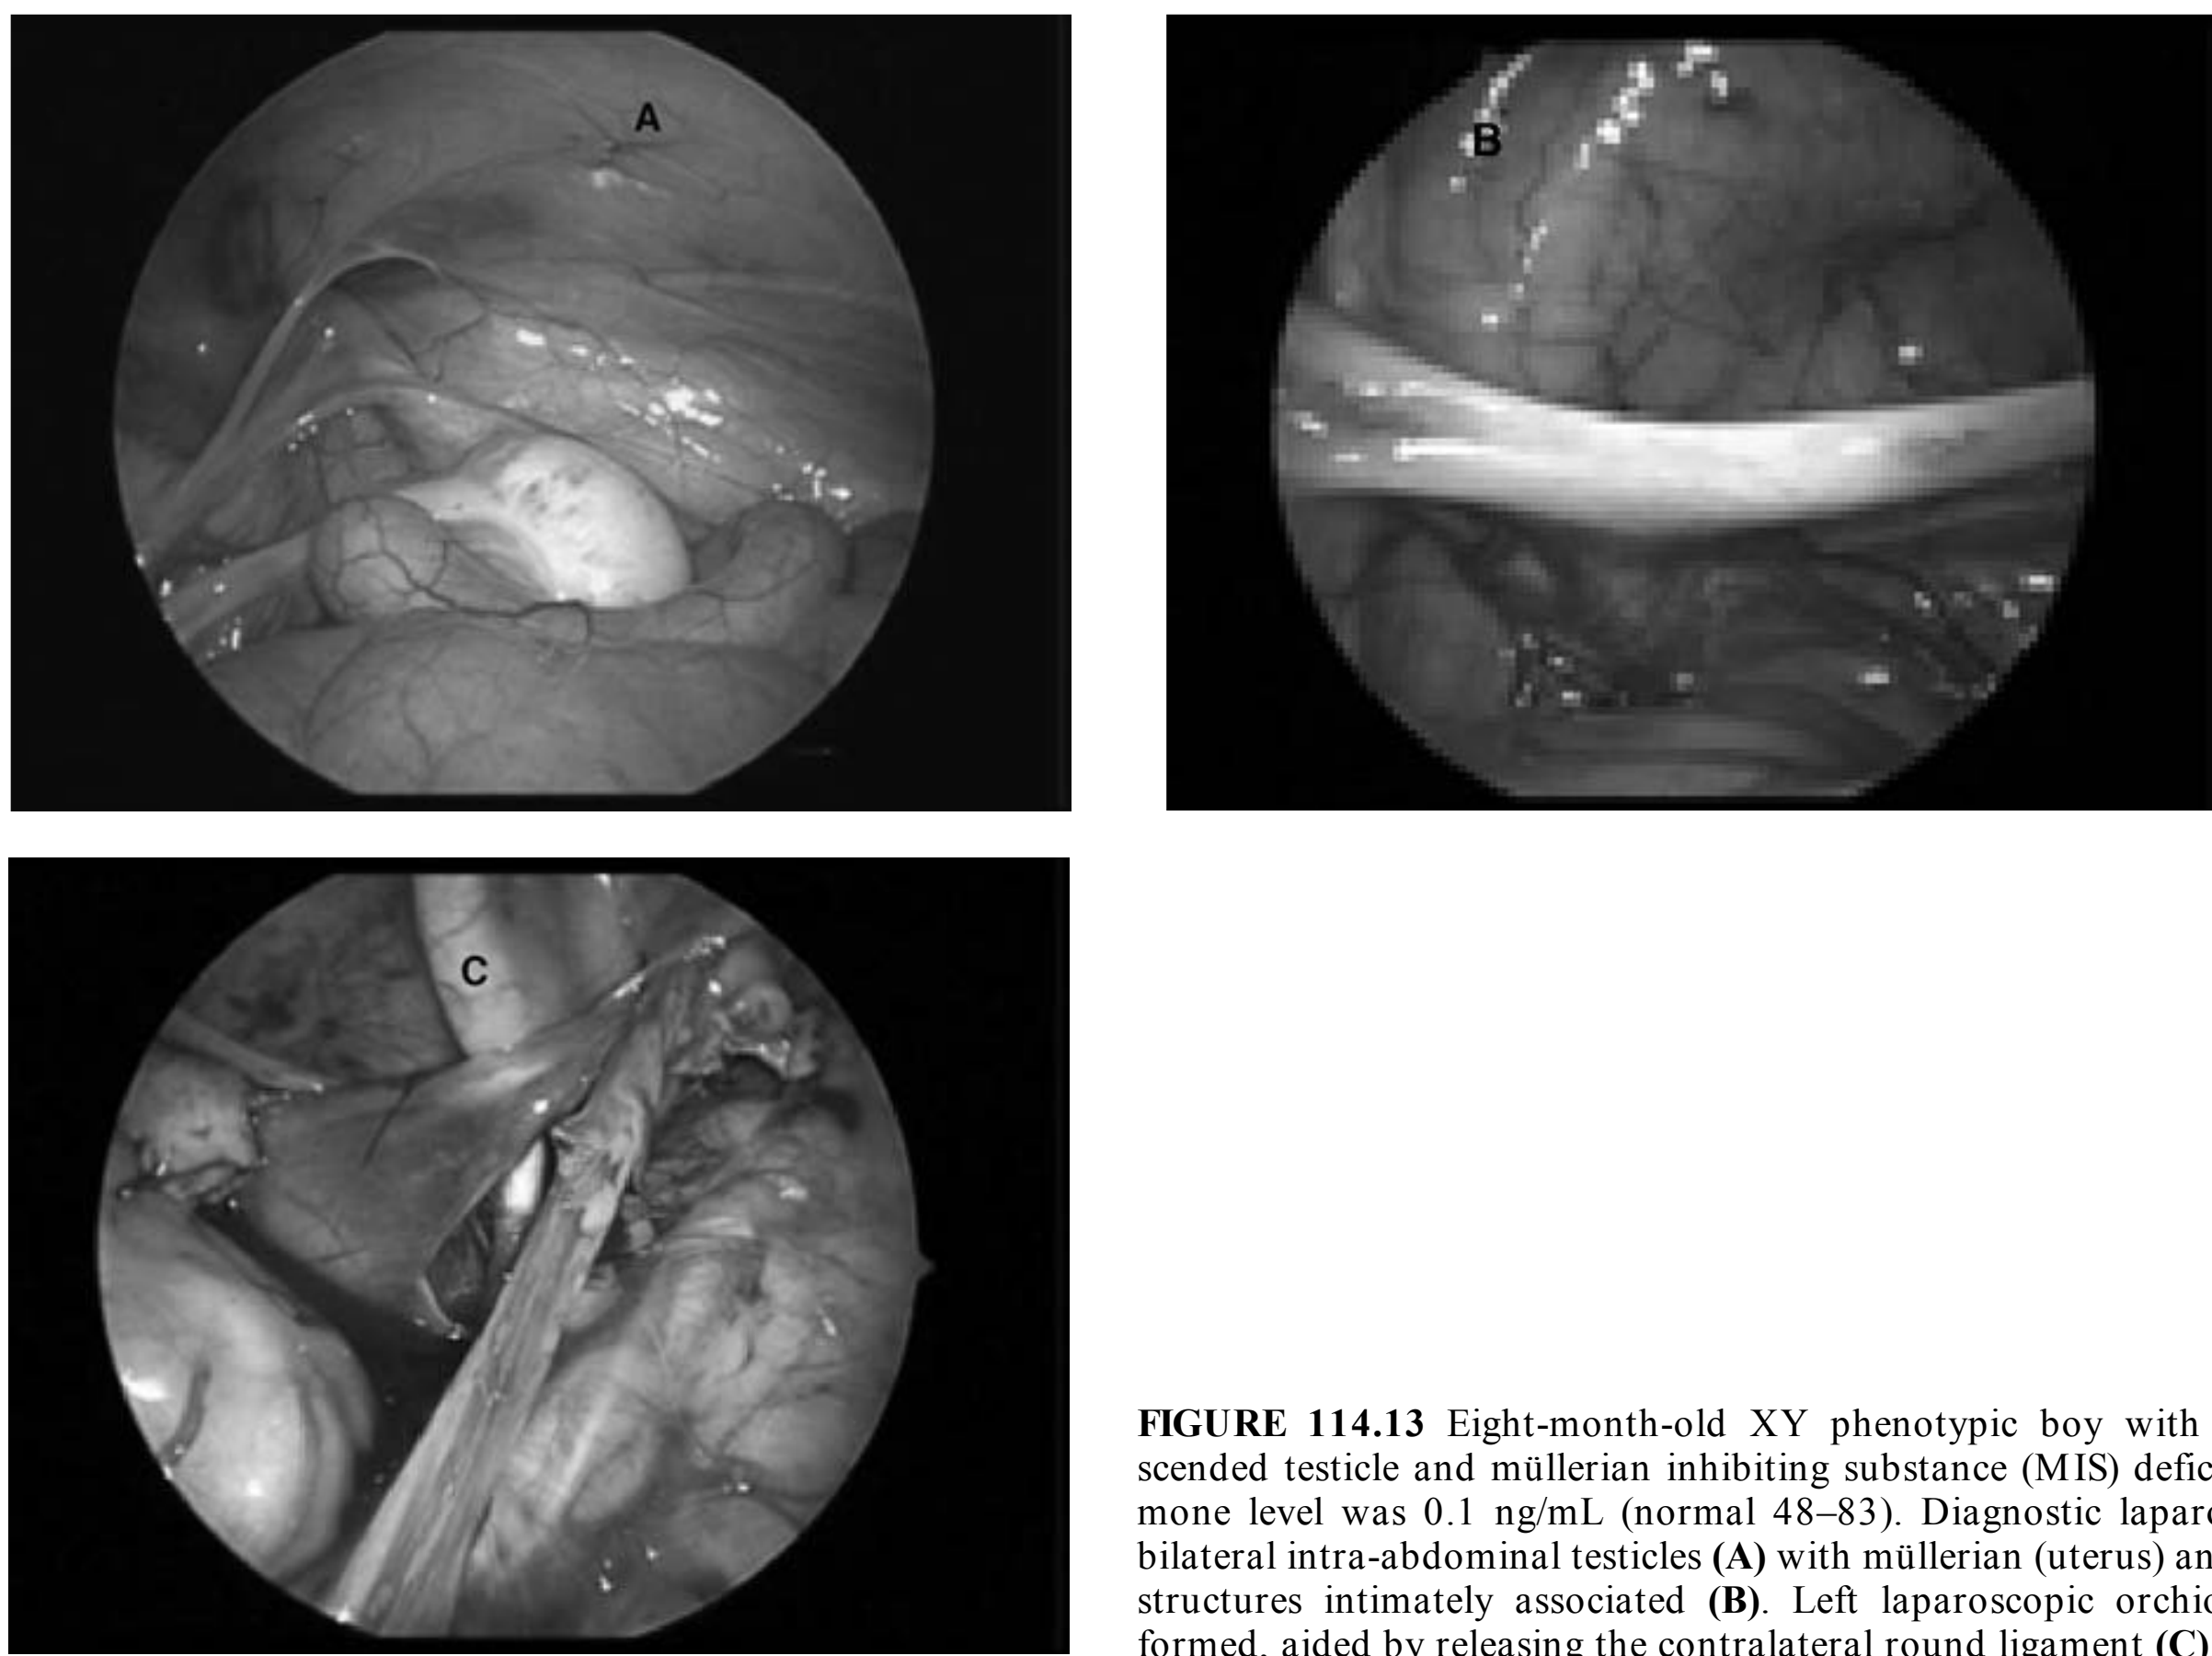 A
B
C
FIGURE 114.13 Eight-month-old XY phenotypic boy with
scended testicle and müllerian inhibiting substance (MIS) defic
mone level was 0.1 ng/mL (normal 48–83). Diagnostic laparo
bilateral intra-abdominal testicles (A) with müllerian (uterus) an
structures intimately associated (B). Left laparoscopic orchio
formed, aided by releasing the contralateral round ligament (C)